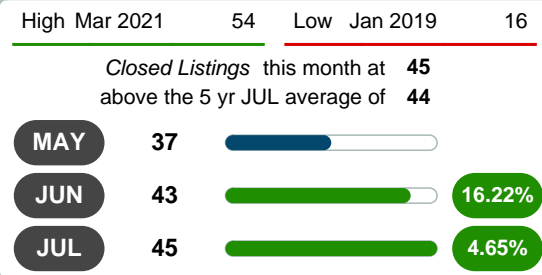 High Mar 2021 54 Low Jan 2019 16
Closed Listings this month at 45
above the 5 yr JUL average of 44
MAY 37
JUN 43 16.22%
JUL 45 4.65%